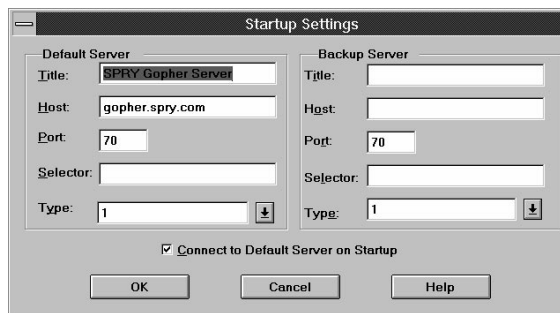 Startup Settings
Default Server
Title: SPRY Gopher Server
Host: gopher.spry.com
Port: 70
Selector:
Type: 1
Backup Server
Title:
Host:
Port: 70
Selector:
Type: 1
Connect to Default Server on Startup
OK Cancel Help